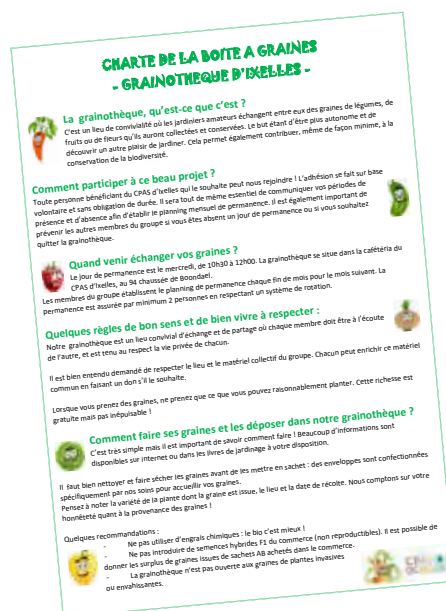 CHARTE DE LA BOITE A GRAINES
- GRAINOTHEQUE D'IXELLES -
La grainothèque, qu'est-ce que c'est ?
C'est un lieu de convivialité où les jardiniers amateurs échangent entre eux des graines de légumes, de
fruits ou de fleurs qu'ils auront collectées et conservées. Le but étant d'être plus autonome et de
découvrir un autre plaisir de jardiner. Cela permet également contribuer, même de façon minime, à la
conservation de la biodiversité.
Comment participer à ce beau projet ?
Toute personne bénéficiant du CPAS d'Ixelles qui le souhaite peut nous rejoindre ! L'adhésion se fait sur base
volontaire et sans obligation de durée. Il sera tout de même essentiel de communiquer vos périodes de
présence et d'absence afin d'établir le planning mensuel de permanence. Il est également important de
prévenir les autres membres du groupe si vous êtes absent un jour de permanence ou si vous souhaitez
quitter la grainothèque.
Quand venir échanger vos graines ?
Le jour de permanence est le mercredi, de 10h30 à 12h00. La grainothèque se situe dans la cafétéria du
CPAS d'Ixelles, au 94 chaussée de Boondael.
Les membres du groupe établissent le planning de permanence chaque fin de mois pour le mois suivant. La
permanence est assurée par minimum 2 personnes en respectant un système de rotation.
Quelques règles de bon sens et de bien vivre à respecter :
Notre grainothèque est un lieu convivial d'échange et de partage où chaque membre doit être à l'écoute
de l'autre, et est tenu au respect la vie privée de chacun.
Il est bien entendu demandé de respecter le lieu et le matériel collectif du groupe. Chacun peut enrichir ce matériel
commun en faisant un don s'il le souhaite.
Lorsque vous prenez des graines, ne prenez que ce que vous pouvez raisonnablement planter. Cette richesse est
gratuite mais pas inépuisable !
Comment faire ses graines et les déposer dans notre grainothèque ?
C'est très simple mais il est important de savoir comment faire ! Beaucoup d'informations sont
disponibles sur internet ou dans les livres de jardinage à votre disposition.
Il faut bien nettoyer et faire sécher les graines avant de les mettre en sachet : des enveloppes sont confectionnées
spécifiquement par nos soins pour accueillir vos graines.
Pensez à noter la variété de la plante dont la graine est issue, le lieu et la date de récolte. Nous comptons sur votre
honnêteté quant à la provenance des graines !
Quelques recommandations :
- Ne pas utiliser d'engrais chimiques : le bio c'est mieux !
- Ne pas introduire de semences hybrides F1 du commerce (non reproductibles). Il est possible de
donner les surplus de graines issues de sachets AB achetés dans le commerce.
- La grainothèque n'est pas ouverte aux graines de plantes invasives
ou envahissantes.